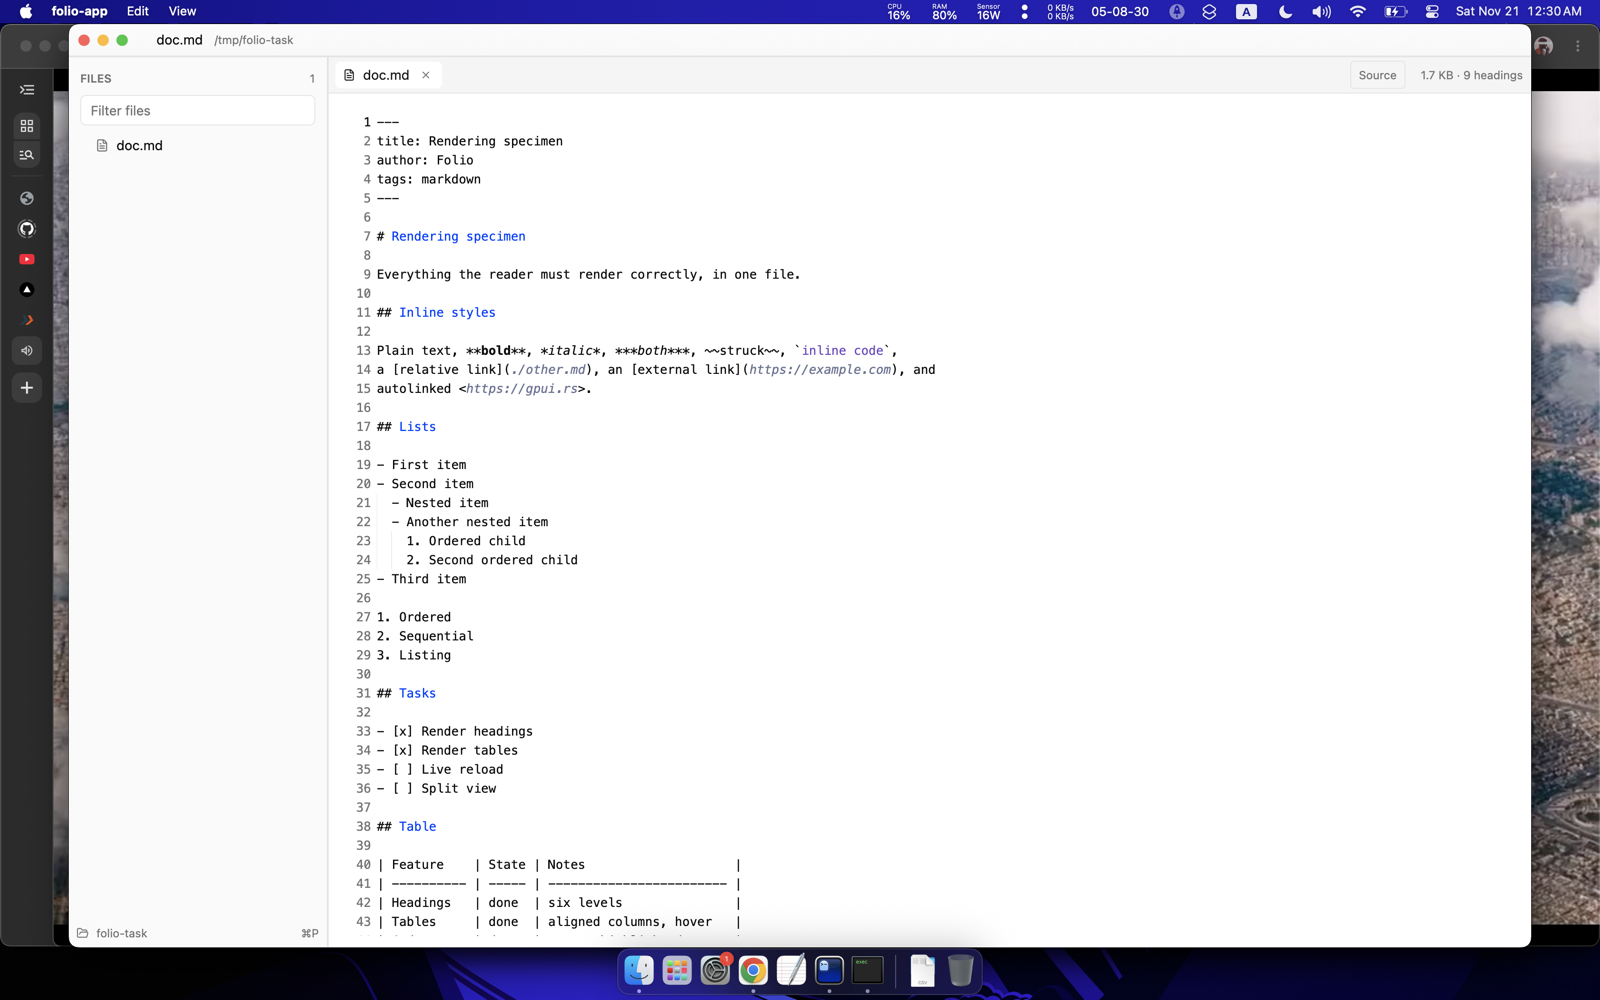 folio-app Edit View
CPU 16% RAM 80% Sensor 16W 0 KB/s 0 KB/s 05-08-30 A Sat Nov 21 12:30 AM
doc.md /tmp/folio-task
FILES 1
Filter files
doc.md
folio-task ⌘P
doc.md ×
Source 1.7 KB · 9 headings
1 ---
2 title: Rendering specimen
3 author: Folio
4 tags: markdown
5 ---
6
7 # Rendering specimen
8
9 Everything the reader must render correctly, in one file.
10
11 ## Inline styles
12
13 Plain text, **bold**, *italic*, ***both***, ~~struck~~, `inline code`,
14 a [relative link](./other.md), an [external link](https://example.com), and
15 autolinked <https://gpui.rs>.
16
17 ## Lists
18
19 - First item
20 - Second item
21   - Nested item
22   - Another nested item
23     1. Ordered child
24     2. Second ordered child
25 - Third item
26
27 1. Ordered
28 2. Sequential
29 3. Listing
30
31 ## Tasks
32
33 - [x] Render headings
34 - [x] Render tables
35 - [ ] Live reload
36 - [ ] Split view
37
38 ## Table
39
40 | Feature    | State | Notes                    |
41 | ---------- | ----- | ------------------------ |
42 | Headings   | done  | six levels               |
43 | Tables     | done  | aligned columns, hover   |
1
exec
CSV